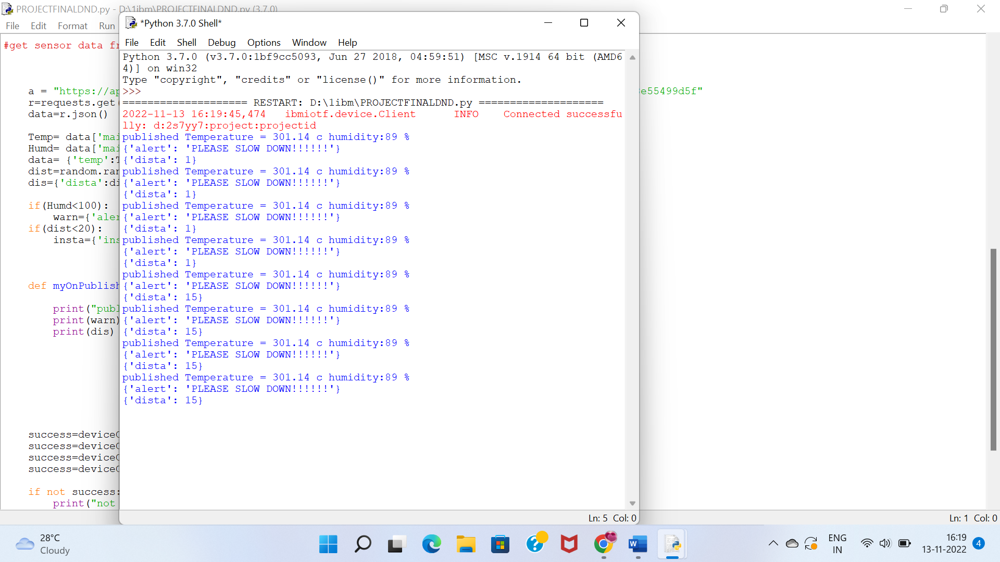 PROJECTFINALDND.py - D:\1ibm\PROJECTFINALDND.py (3.7.0)
File Edit Format Run
#get sensor data
a = "https://
e55499d5f"
r=requests.get
data=r.json()
Temp= data['mai
Humd= data['mai
data= {'temp':
dist=random.
dis={'dista':
if(Humd<100):
warn={'aler
if(dist<20):
insta={'ins
def myOnPublish
print("publ
print(warn)
print(dis)
success=device
success=device
success=device
success=device
if not success:
print("not
Ln: 1 Col: 0
*Python 3.7.0 Shell*
File Edit Shell Debug Options Window Help
Python 3.7.0 (v3.7.0:1bf9cc5093, Jun 27 2018, 04:59:51) [MSC v.1914 64 bit (AMD6
4)] on win32
Type "copyright", "credits" or "license()" for more information.
>>>
==================== RESTART: D:\1ibm\PROJECTFINALDND.py ====================
2022-11-13 16:19:45,474 ibmiotf.device.Client INFO Connected successfu
lly: d:2s7yy7:project:projectid
published Temperature = 301.14 c humidity:89 %
{'alert': 'PLEASE SLOW DOWN!!!!!!'}
{'dista': 1}
published Temperature = 301.14 c humidity:89 %
{'alert': 'PLEASE SLOW DOWN!!!!!!'}
{'dista': 1}
published Temperature = 301.14 c humidity:89 %
{'alert': 'PLEASE SLOW DOWN!!!!!!'}
{'dista': 1}
published Temperature = 301.14 c humidity:89 %
{'alert': 'PLEASE SLOW DOWN!!!!!!'}
{'dista': 1}
published Temperature = 301.14 c humidity:89 %
{'alert': 'PLEASE SLOW DOWN!!!!!!'}
{'dista': 15}
published Temperature = 301.14 c humidity:89 %
{'alert': 'PLEASE SLOW DOWN!!!!!!'}
{'dista': 15}
published Temperature = 301.14 c humidity:89 %
{'alert': 'PLEASE SLOW DOWN!!!!!!'}
{'dista': 15}
published Temperature = 301.14 c humidity:89 %
{'alert': 'PLEASE SLOW DOWN!!!!!!'}
{'dista': 15}
Ln: 5 Col: 0
28°C
Cloudy
ENG
IN
16:19
13-11-2022
4